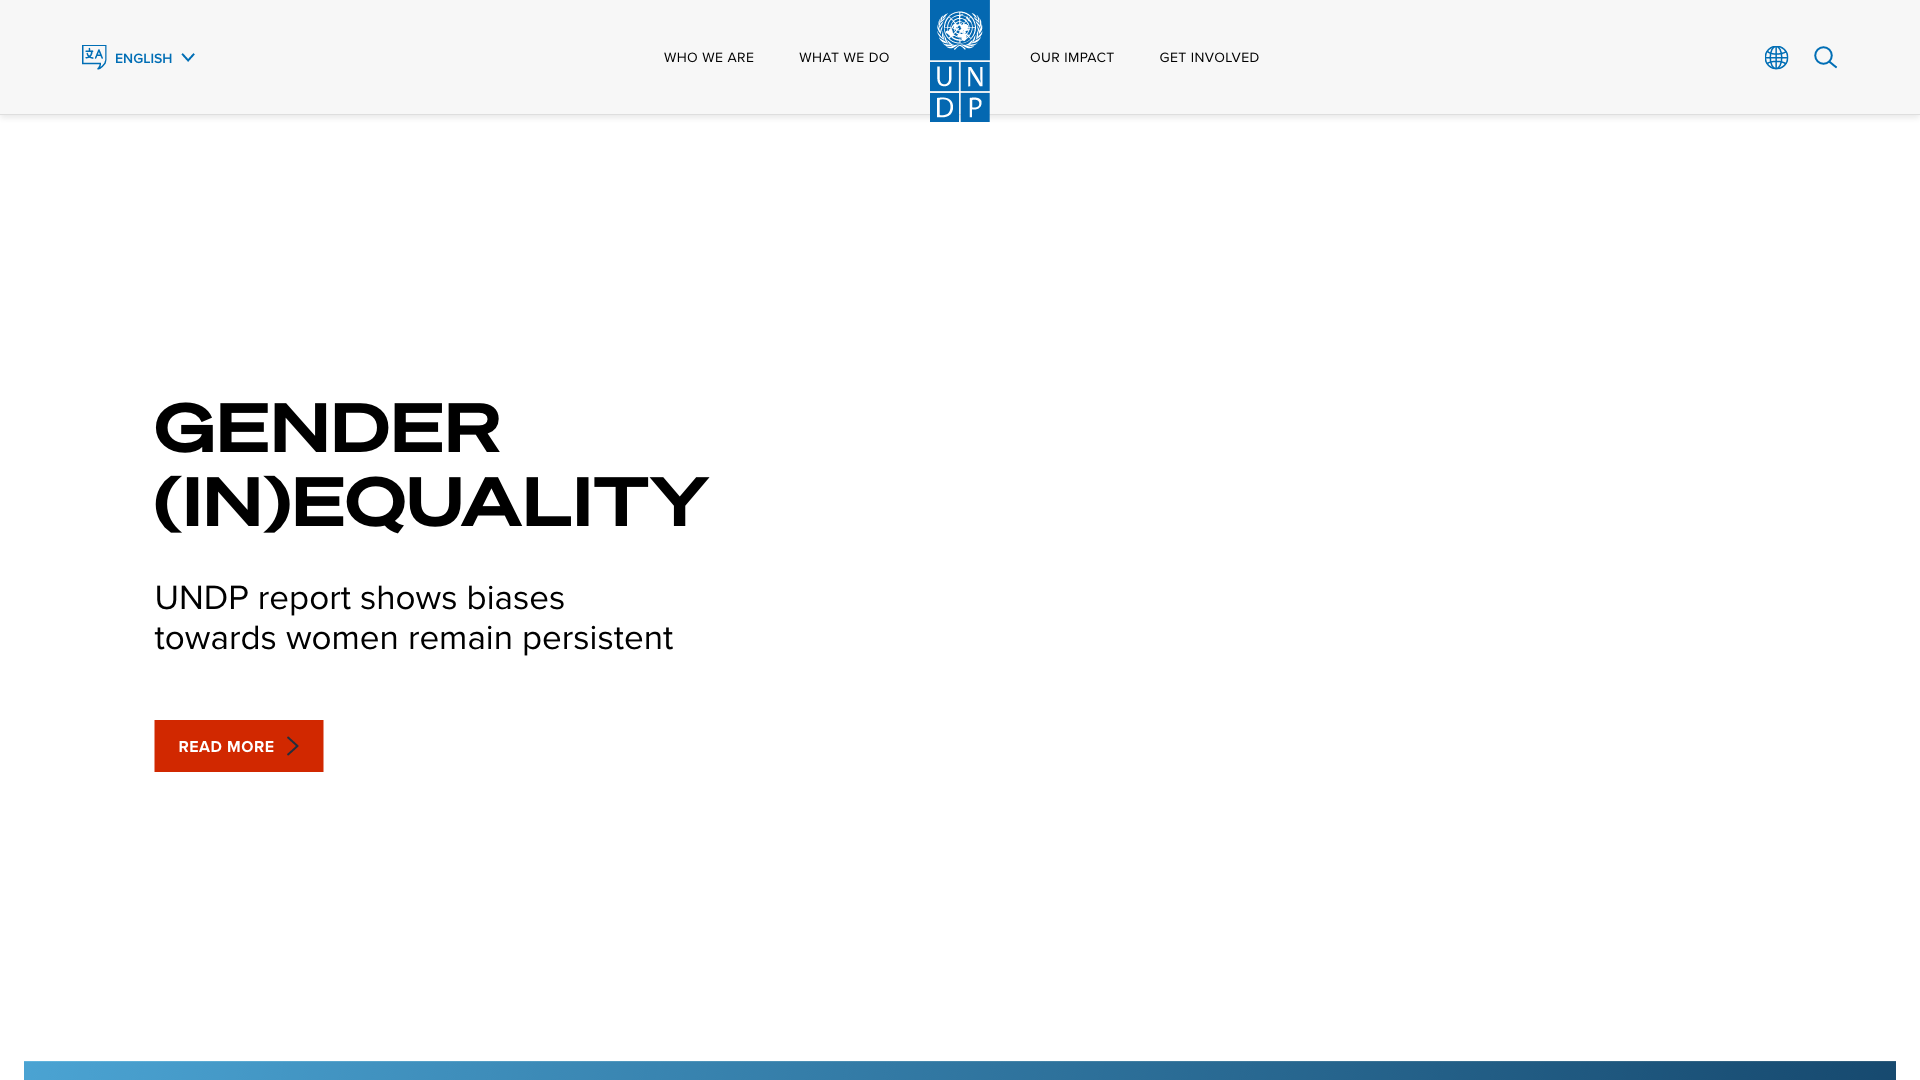 ENGLISH
WHO WE ARE
WHAT WE DO
U N
D P
OUR IMPACT
GET INVOLVED
GENDER
(IN)EQUALITY
UNDP report shows biases
towards women remain persistent
READ MORE